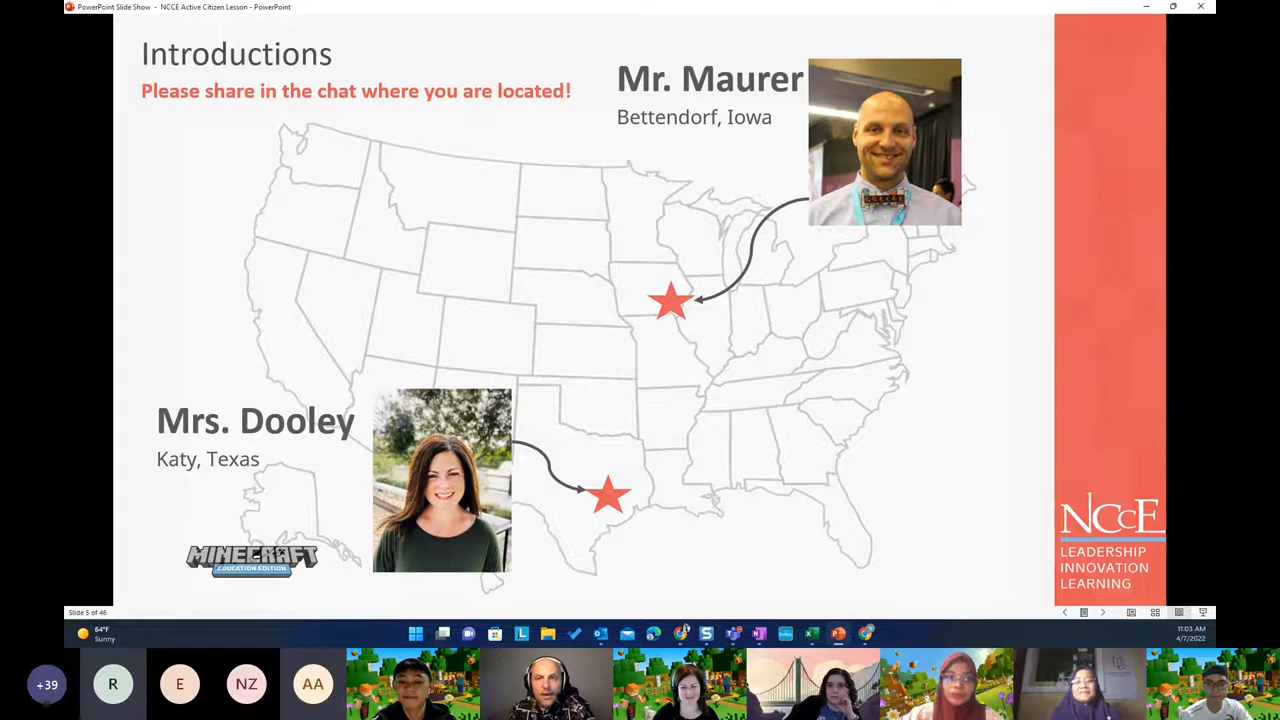 PowerPoint Slide Show - NCCE Active Citizen Lesson - PowerPoint
Introductions
Please share in the chat where you are located!
Mr. Maurer
Bettendorf, Iowa
Mrs. Dooley
Katy, Texas
MINECRAFT
EDUCATION EDITION
NCCE
LEADERSHIP
INNOVATION
LEARNING
Slide 5 of 46
64°F
Sunny
11:03 AM
4/7/2022
+39
R
E
NZ
AA